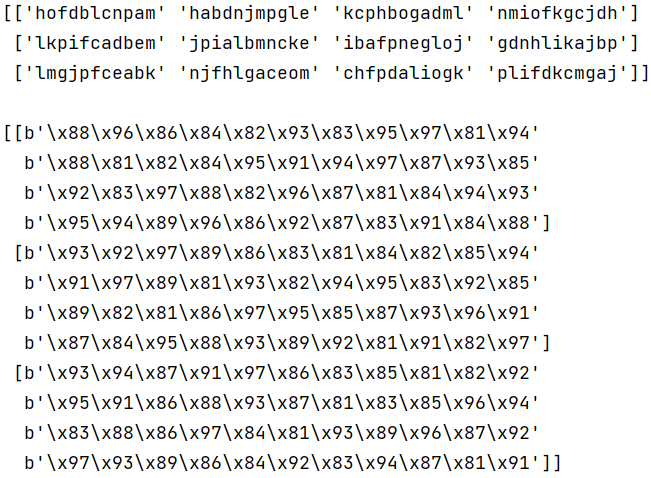 [['hofdblcnpam' 'habdnjmpgle' 'kcphbogadml' 'nmiofkgcjdh']
['lkpifcadbem' 'jpialbmncke' 'ibafpnegloj' 'gdnhlikajbp']
['lmgjpfceabk' 'njfhlgaceom' 'chfpdaliogk' 'plifdkcmgaj']]
[[b'\x88\x96\x86\x84\x82\x93\x83\x95\x97\x81\x94'
b'\x88\x81\x82\x84\x95\x91\x94\x97\x87\x93\x85'
b'\x92\x83\x97\x88\x82\x96\x87\x81\x84\x94\x93'
b'\x95\x94\x89\x96\x86\x92\x87\x83\x91\x84\x88']
[b'\x93\x92\x97\x89\x86\x83\x81\x84\x82\x85\x94'
b'\x91\x97\x89\x81\x93\x82\x94\x95\x83\x92\x85'
b'\x89\x82\x81\x86\x97\x95\x85\x87\x93\x96\x91'
b'\x87\x84\x95\x88\x93\x89\x92\x81\x91\x82\x97']
[b'\x93\x94\x87\x91\x97\x86\x83\x85\x81\x82\x92'
b'\x95\x91\x86\x88\x93\x87\x81\x83\x85\x96\x94'
b'\x83\x88\x86\x97\x84\x81\x93\x89\x96\x87\x92'
b'\x97\x93\x89\x86\x84\x92\x83\x94\x87\x81\x91']]